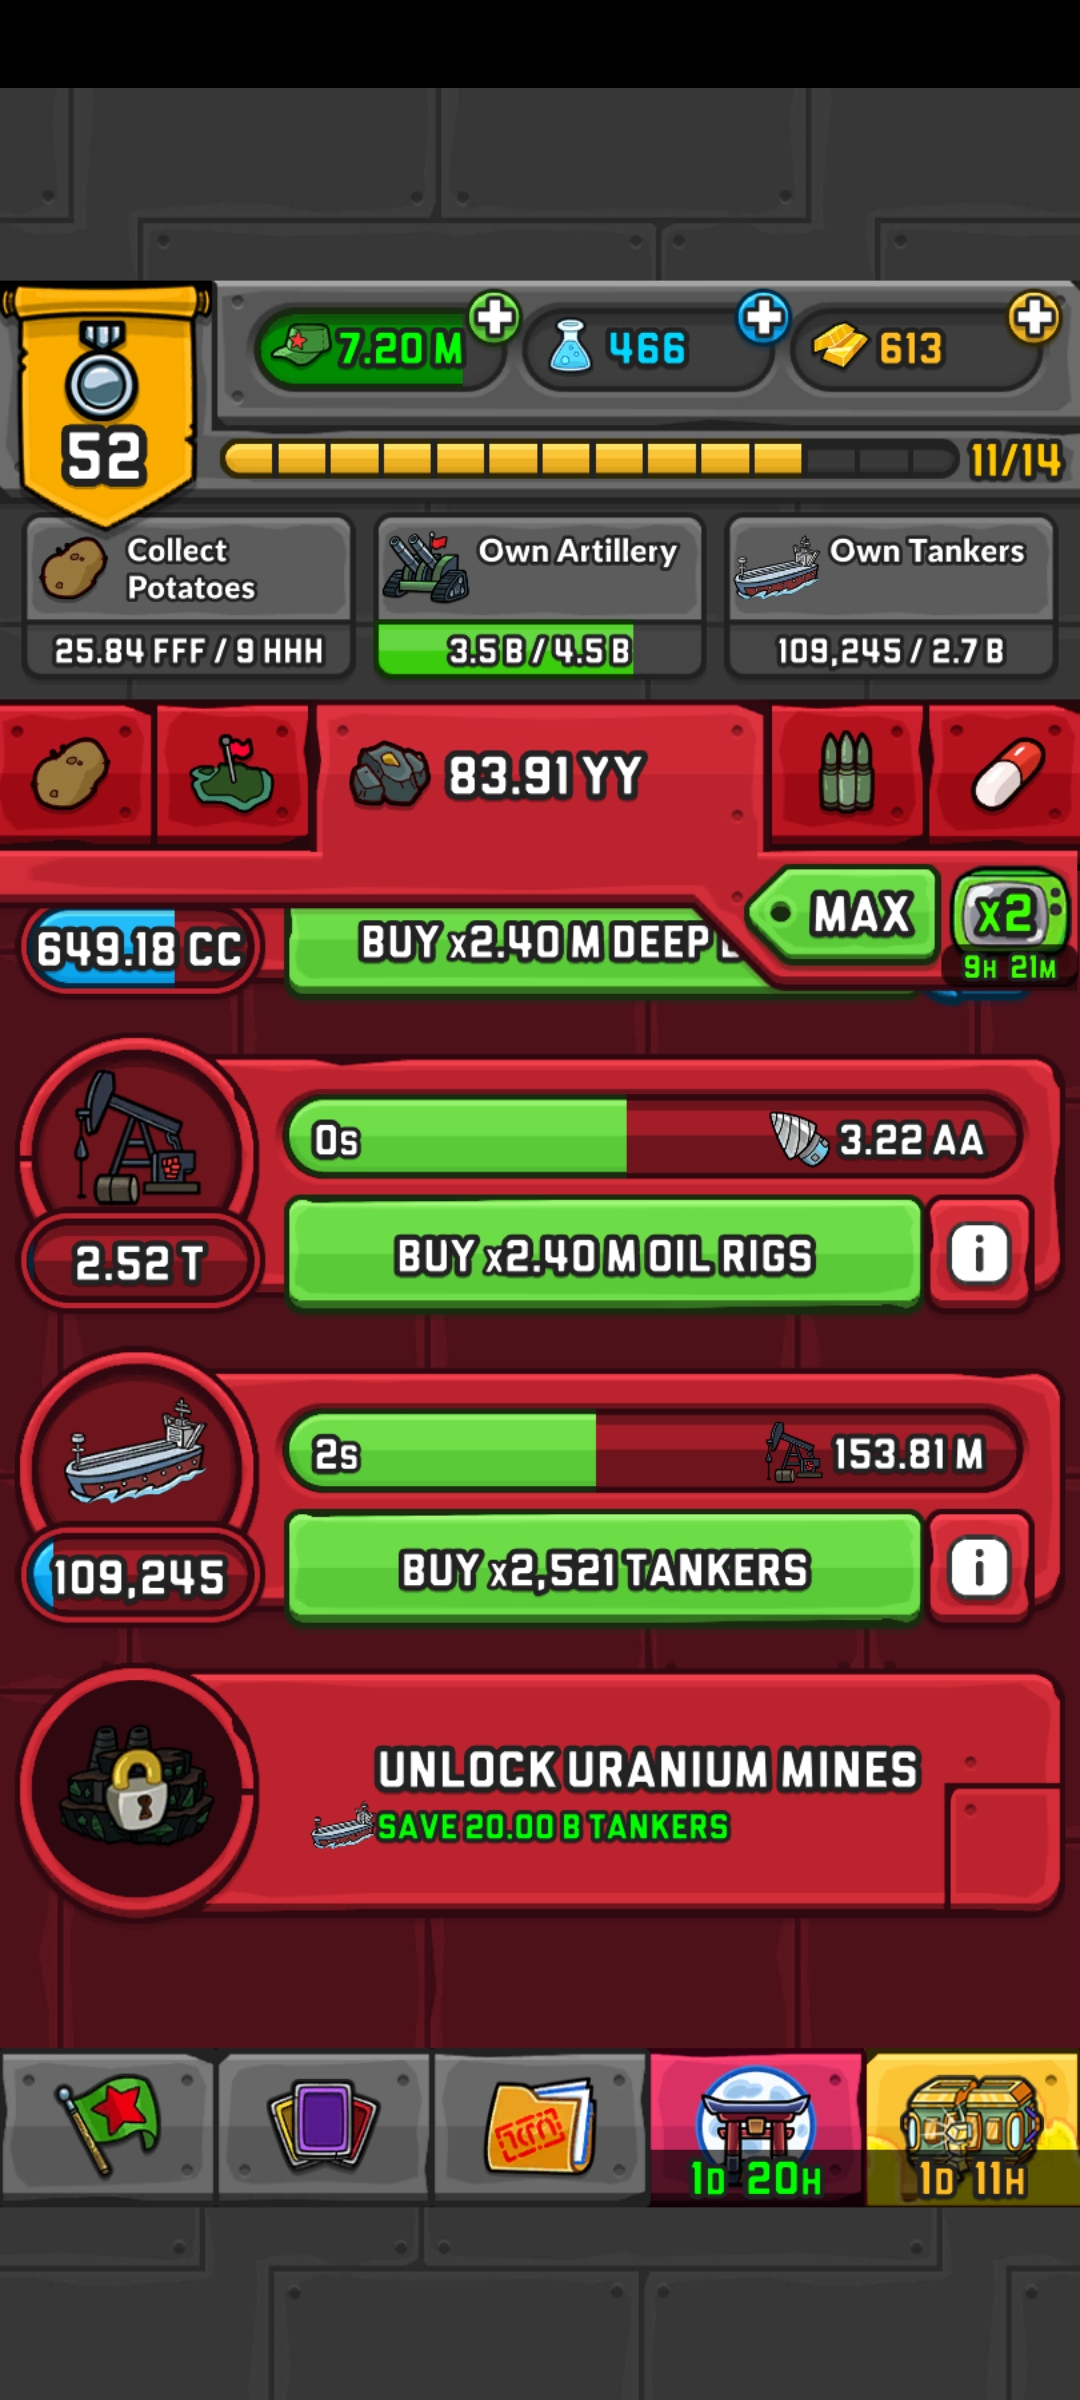 7.20 M
466
613
52
11/14
Collect
Potatoes
Own Artillery
Own Tankers
25.84 FFF / 9 HHH
3.5 B / 4.5 B
109,245 / 2.7 B
83.91 YY
MAX
x2
9H 21M
649.18 CC
BUY x2.40 M DEEP
0s
3.22 AA
2.52 T
BUY x2.40 M OIL RIGS
i
2s
153.81 M
109,245
BUY x2,521 TANKERS
i
UNLOCK URANIUM MINES
SAVE 20.00 B TANKERS
1D 20H
1D 11H